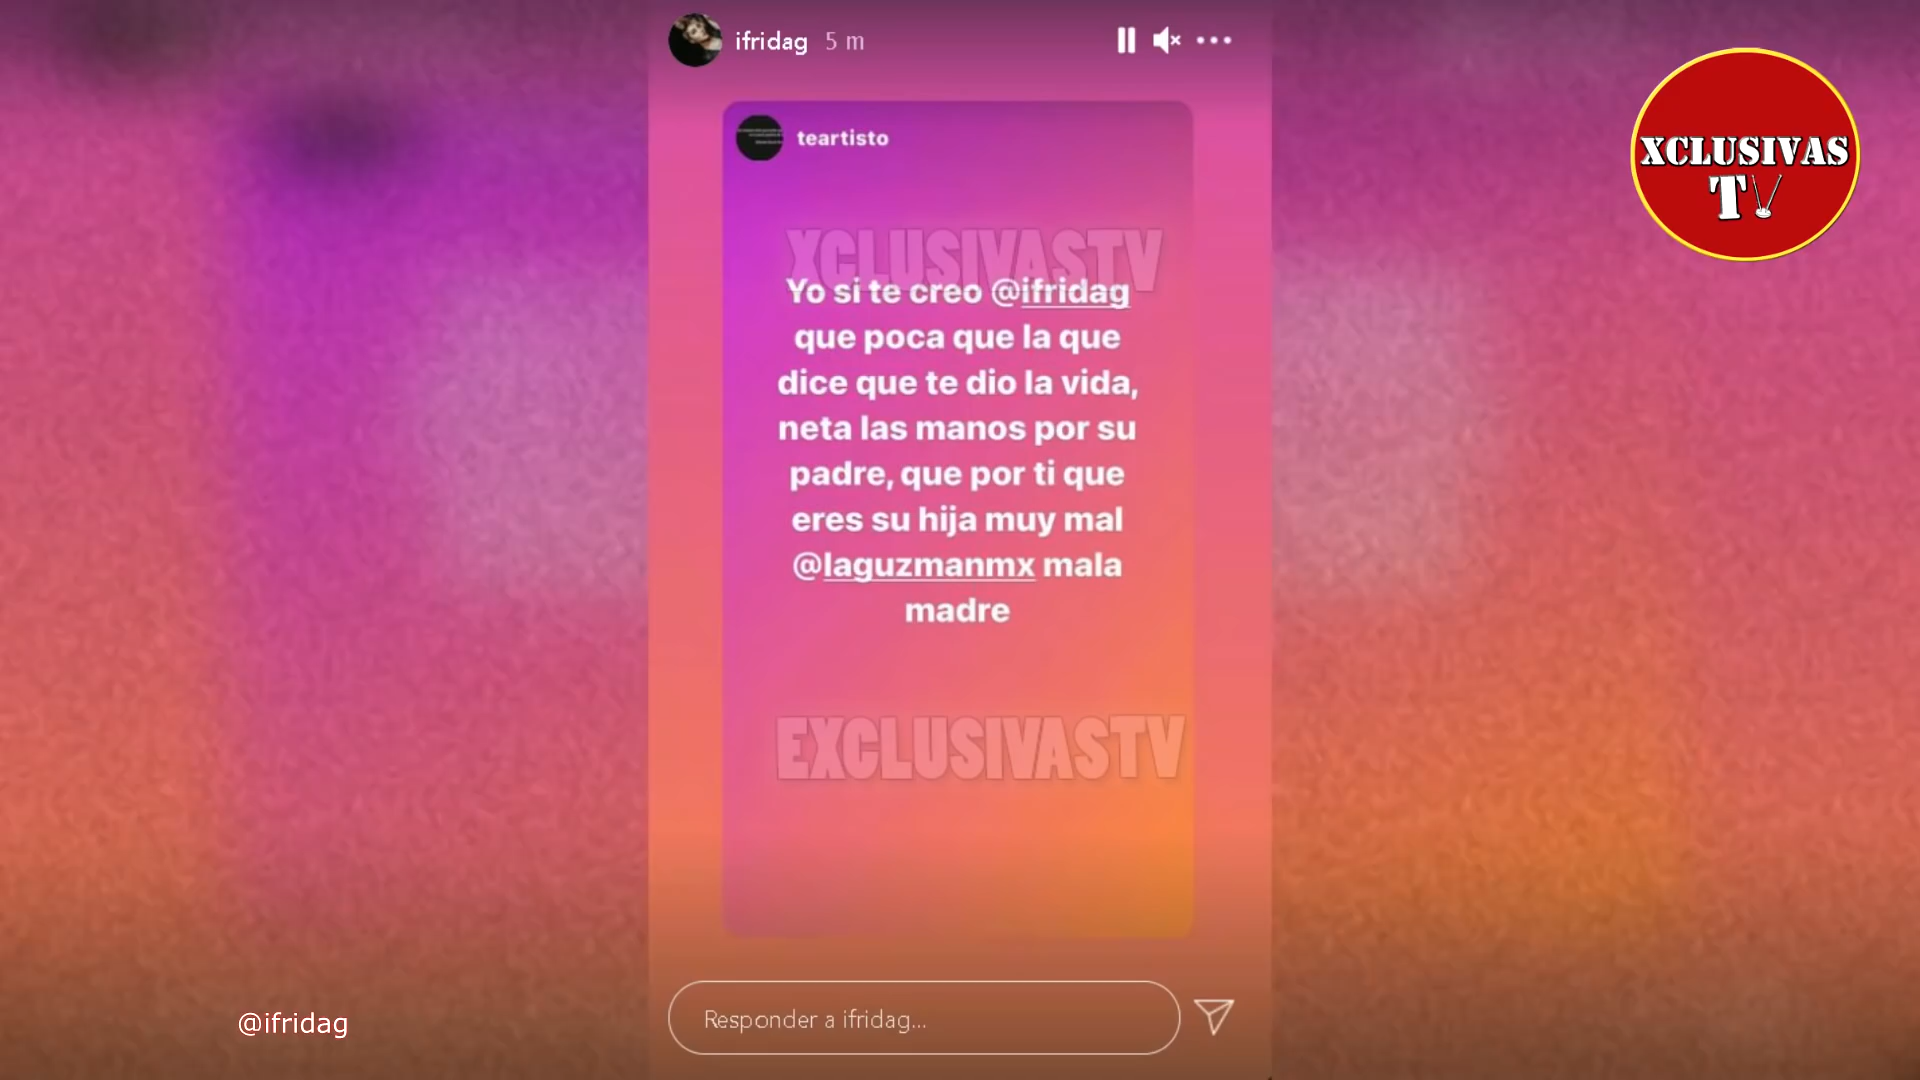 ifridag 5 m
XCLUSIVAS
TV
teartisto
XCLUSIVASTV
Yo si te creo @ifridag
que poca que la que
dice que te dio la vida,
neta las manos por su
padre, que por ti que
eres su hija muy mal
@laguzmanmx mala
madre
EXCLUSIVASTV
Responder a ifridag...
@ifridag